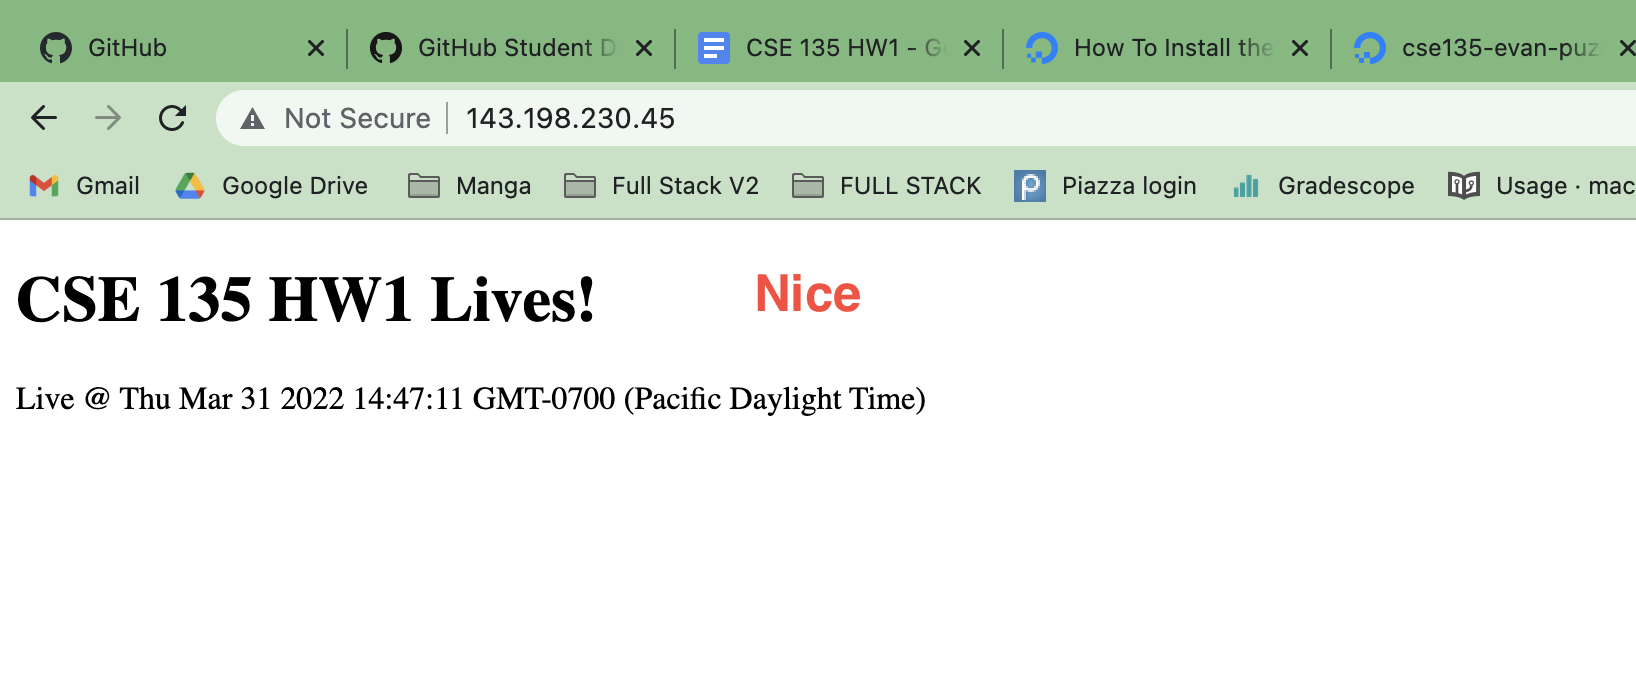 GitHub
GitHub Student D
CSE 135 HW1 - G
How To Install the
cse135-evan-puz
Not Secure 143.198.230.45
Gmail Google Drive Manga Full Stack V2 FULL STACK Piazza login Gradescope Usage · mac
CSE 135 HW1 Lives! Nice
Live @ Thu Mar 31 2022 14:47:11 GMT-0700 (Pacific Daylight Time)